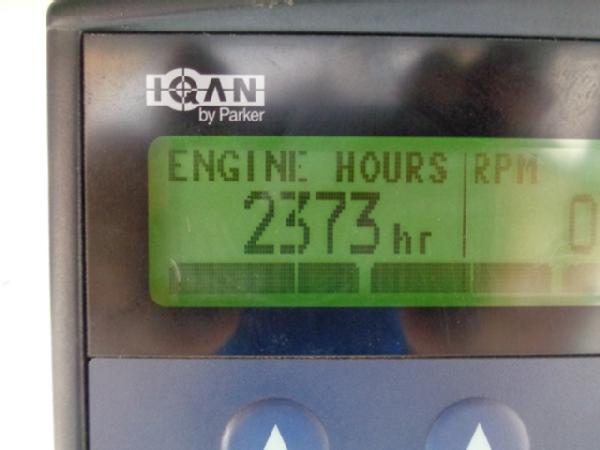 IQAN
by Parker
ENGINE HOURS RPM
2373 hr 0